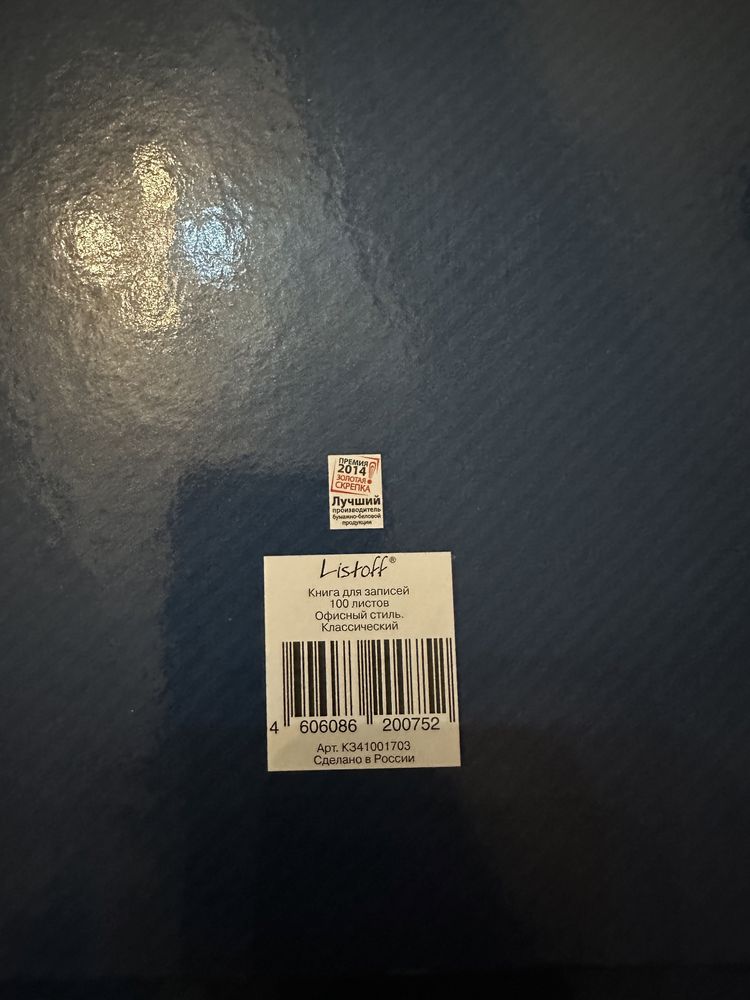 ПРЕМИЯ
2014
ЗОЛОТАЯ
СКРЕПКА
Лучший
производитель
бумажно-беловой
продукции
Listoff®
Книга для записей
100 листов
Офисный стиль.
Классический
4 606086 200752
Арт. КЗ41001703
Сделано в России